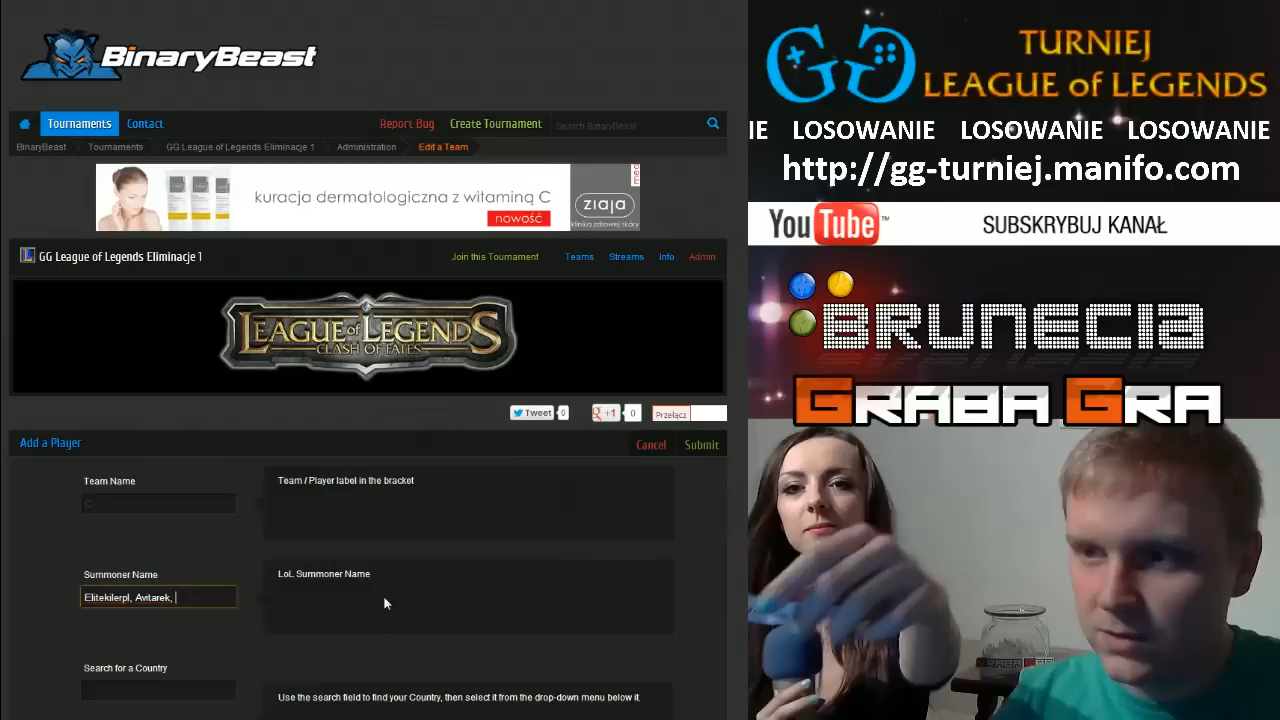 BinaryBeast
Tournaments Contact Report Bug Create Tournament Search BinaryBeast
BinaryBeast Tournaments GG League of Legends Eliminacje 1 Administration Edit a Team
kuracja dermatologiczna z witaminą C
nowość
med
ziaja
klinika zdrowej skóry
GG League of Legends Eliminacje 1 Join this Tournament Teams Streams Info Admin
LEAGUE of LEGENDS
CLASH OF FATES
Tweet 0 g +1 0 Przełącz
Add a Player Cancel Submit
Team Name Team / Player label in the bracket
C
Summoner Name LoL Summoner Name
Elitekilerpl, Avitarek,
Search for a Country
Use the search field to find your Country, then select it from the drop-down menu below it.
GG TURNIEJ
LEAGUE of LEGENDS
IE LOSOWANIE LOSOWANIE LOSOWANIE
http://gg-turniej.manifo.com
YouTube SUBSKRYBUJ KANAŁ
BRUNECIA
GRABA GRA